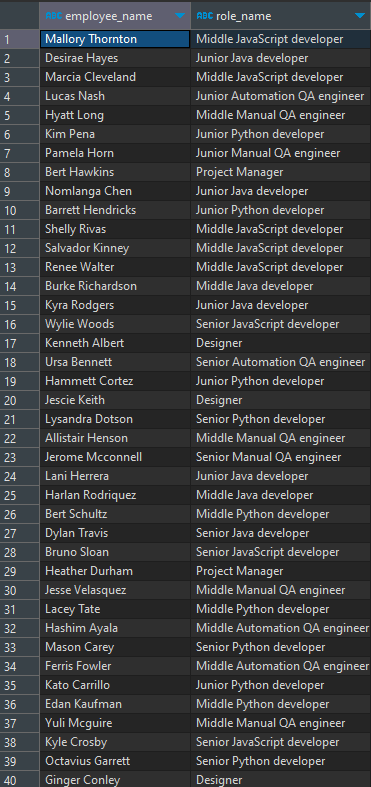 ABC employee_name ABC role_name
1 Mallory Thornton Middle JavaScript developer
2 Desirae Hayes Junior Java developer
3 Marcia Cleveland Middle JavaScript developer
4 Lucas Nash Junior Automation QA engineer
5 Hyatt Long Middle Manual QA engineer
6 Kim Pena Junior Python developer
7 Pamela Horn Junior Manual QA engineer
8 Bert Hawkins Project Manager
9 Nomlanga Chen Junior Java developer
10 Barrett Hendricks Junior Python developer
11 Shelly Rivas Middle JavaScript developer
12 Salvador Kinney Middle JavaScript developer
13 Renee Walter Middle JavaScript developer
14 Burke Richardson Middle Java developer
15 Kyra Rodgers Junior Java developer
16 Wylie Woods Senior JavaScript developer
17 Kenneth Albert Designer
18 Ursa Bennett Senior Automation QA engineer
19 Hammett Cortez Junior Python developer
20 Jescie Keith Designer
21 Lysandra Dotson Senior Python developer
22 Allistair Henson Middle Manual QA engineer
23 Jerome Mcconnell Senior Manual QA engineer
24 Lani Herrera Junior Java developer
25 Harlan Rodriquez Middle Java developer
26 Bert Schultz Middle Python developer
27 Dylan Travis Senior Java developer
28 Bruno Sloan Senior JavaScript developer
29 Heather Durham Project Manager
30 Jesse Velasquez Middle Manual QA engineer
31 Lacey Tate Middle Python developer
32 Hashim Ayala Middle Automation QA engineer
33 Mason Carey Senior Python developer
34 Ferris Fowler Middle Automation QA engineer
35 Kato Carrillo Junior Python developer
36 Edan Kaufman Middle Python developer
37 Yuli Mcguire Middle Manual QA engineer
38 Kyle Crosby Senior JavaScript developer
39 Octavius Garrett Senior Python developer
40 Ginger Conley Designer